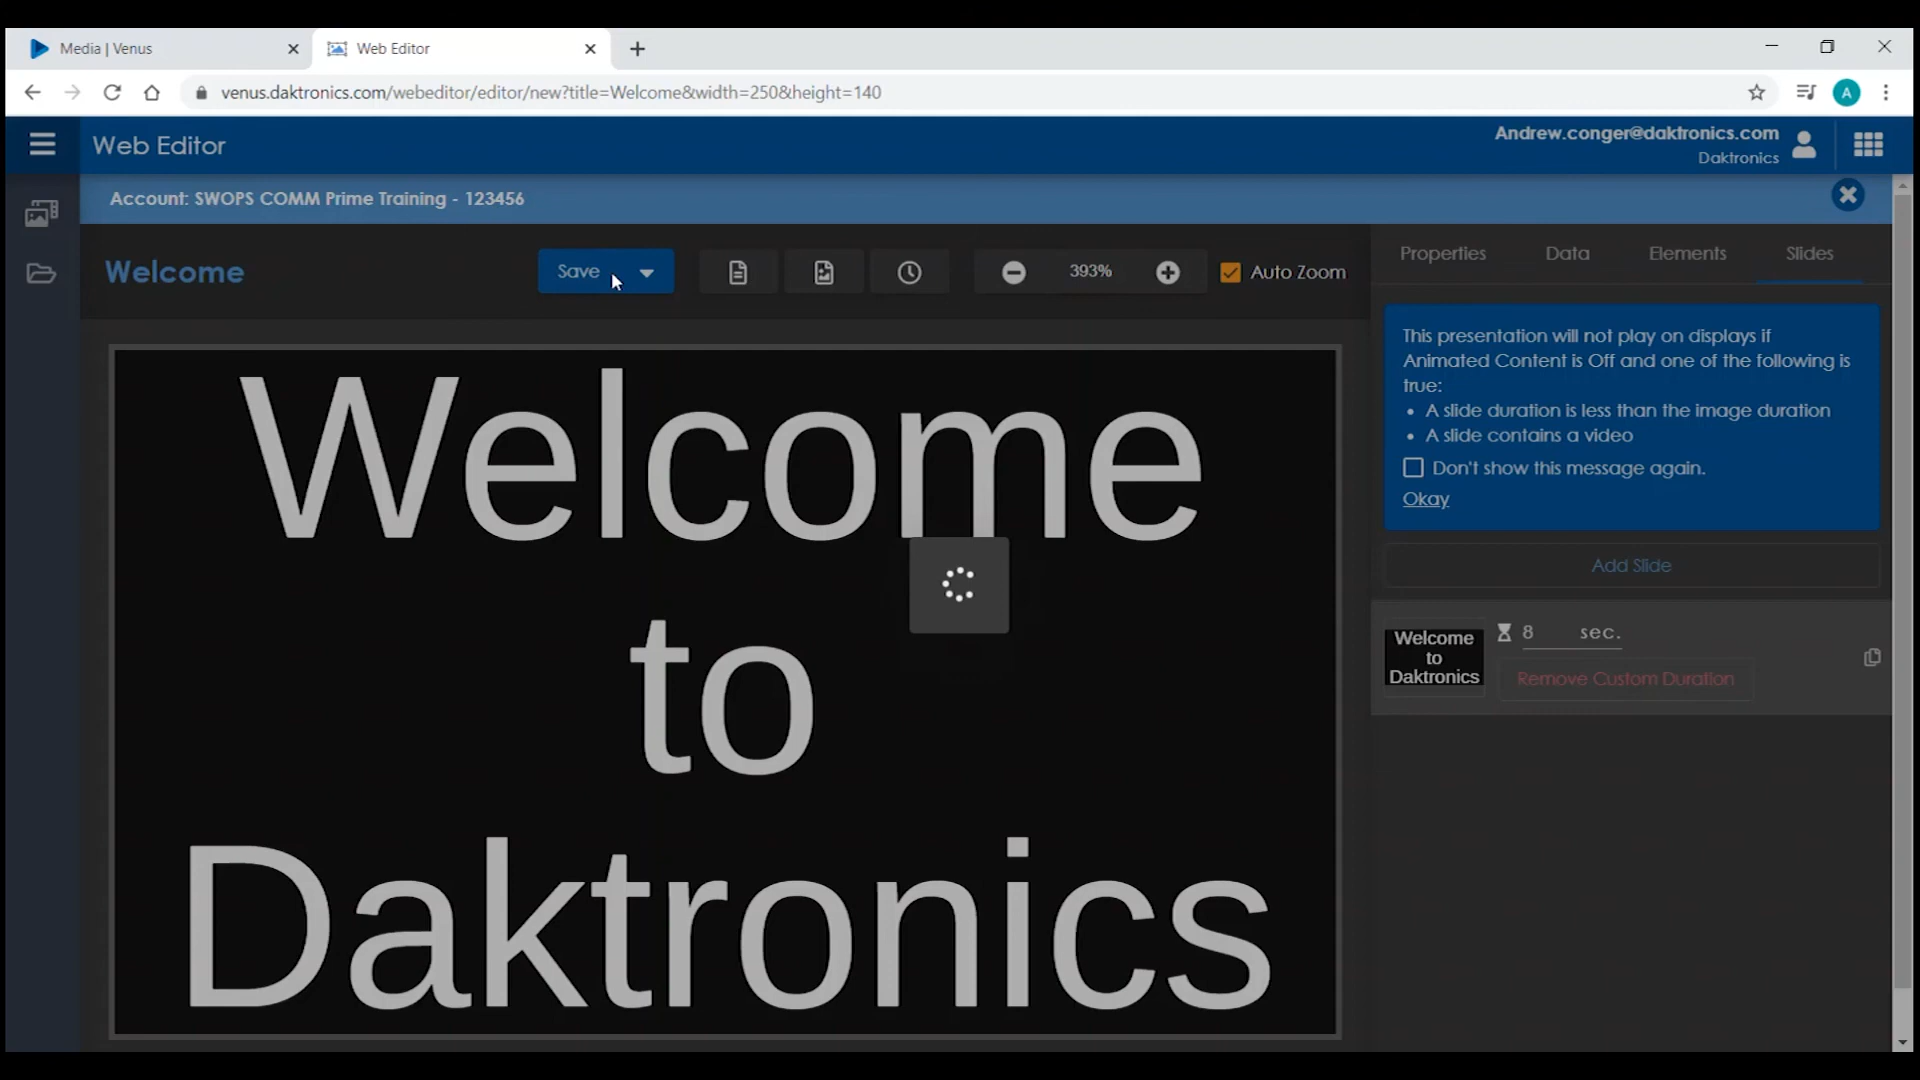 Media | Venus
Web Editor
venus.daktronics.com/webeditor/editor/new?title=Welcome&width=250&height=140
A
Web Editor
Andrew.conger@daktronics.com
Daktronics
Account: SWOPS COMM Prime Training - 123456
Welcome
Save
393%
Auto Zoom
Properties
Data
Elements
Slides
This presentation will not play on displays if
Animated Content is Off and one of the following is
true:
• A slide duration is less than the image duration
• A slide contains a video
Don't show this message again.
Okay
Add Slide
Welcome
to
Daktronics
8 sec.
Remove Custom Duration
Welcome
to
Daktronics